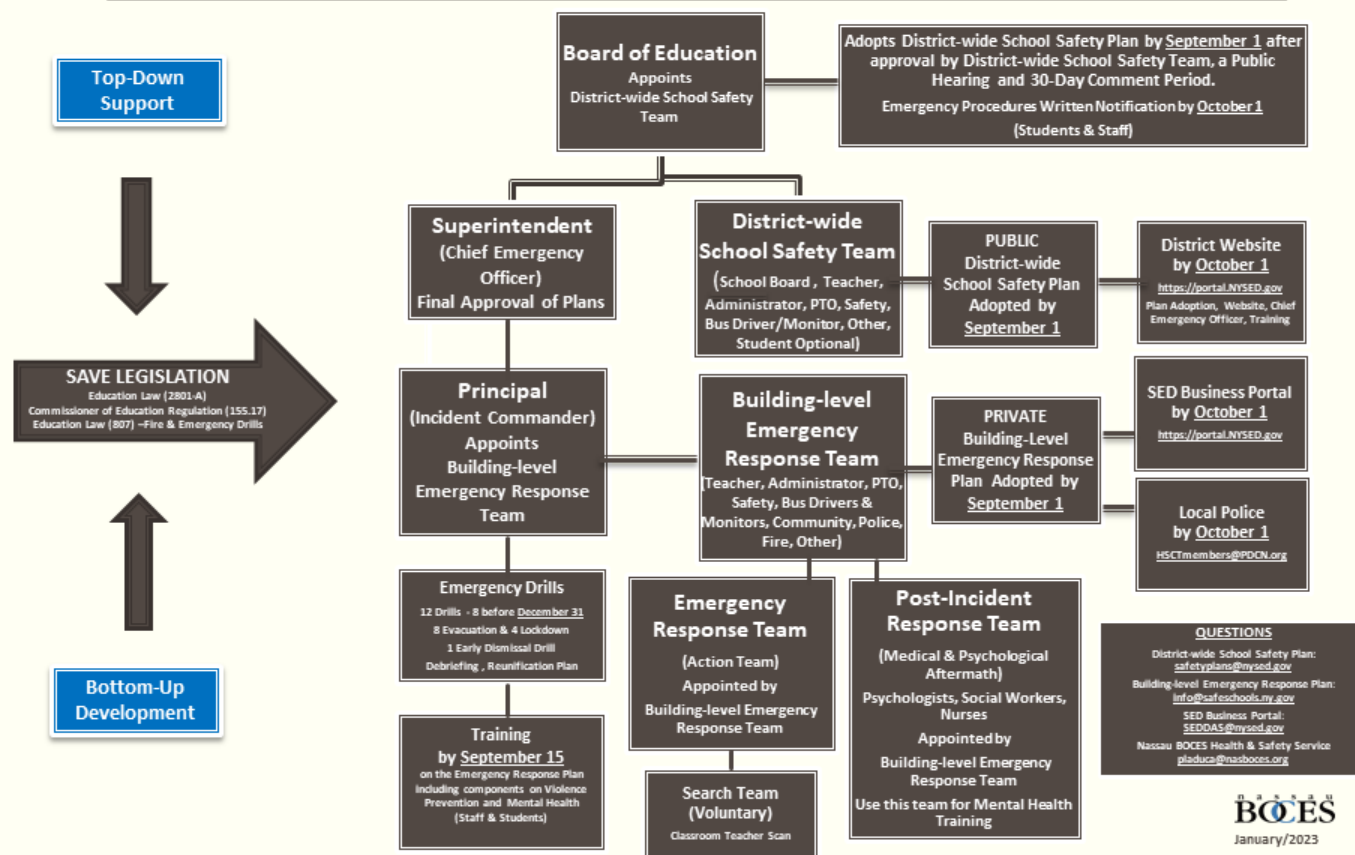 Top-Down
Support
Board of Education
Appoints
District-wide School Safety
Team
Adopts District-wide School Safety Plan by September 1 after
approval by District-wide School Safety Team, a Public
Hearing and 30-Day Comment Period.
Emergency Procedures Written Notification by October 1
(Students & Staff)
Superintendent
(Chief Emergency
Officer)
Final Approval of Plans
District-wide
School Safety Team
(School Board , Teacher,
Administrator, PTO, Safety,
Bus Driver/Monitor, Other,
Student Optional)
PUBLIC
District-wide
School Safety Plan
Adopted by
September 1
District Website
by October 1
https://portal.NYSED.gov
Plan Adoption, Website, Chief
Emergency Officer, Training
SAVE LEGISLATION
Education Law (2801-A)
Commissioner of Education Regulation (155.17)
Education Law (807) –Fire & Emergency Drills
Principal
(Incident Commander)
Appoints
Building-level
Emergency Response
Team
Building-level
Emergency
Response Team
(Teacher, Administrator, PTO,
Safety, Bus Drivers &
Monitors, Community, Police,
Fire, Other)
PRIVATE
Building-Level
Emergency Response
Plan Adopted by
September 1
SED Business Portal
by October 1
https://portal.NYSED.gov
Local Police
by October 1
HSCTmembers@PDCN.org
Bottom-Up
Development
Emergency Drills
12 Drills - 8 before December 31
8 Evacuation & 4 Lockdown
1 Early Dismissal Drill
Debriefing , Reunification Plan
Training
by September 15
on the Emergency Response Plan
including components on Violence
Prevention and Mental Health
(Staff & Students)
Emergency
Response Team
(Action Team)
Appointed by
Building-level Emergency
Response Team
Search Team
(Voluntary)
Classroom Teacher Scan
Post-Incident
Response Team
(Medical & Psychological
Aftermath)
Psychologists, Social Workers,
Nurses
Appointed by
Building-level Emergency
Response Team
Use this team for Mental Health
Training
QUESTIONS
District-wide School Safety Plan:
safetyplans@nysed.gov
Building-level Emergency Response Plan:
info@safeschools.ny.gov
SED Business Portal:
SEDDAS@nysed.gov
Nassau BOCES Health & Safety Service
pladuca@nasboces.org
nassau
BOCES
January/2023